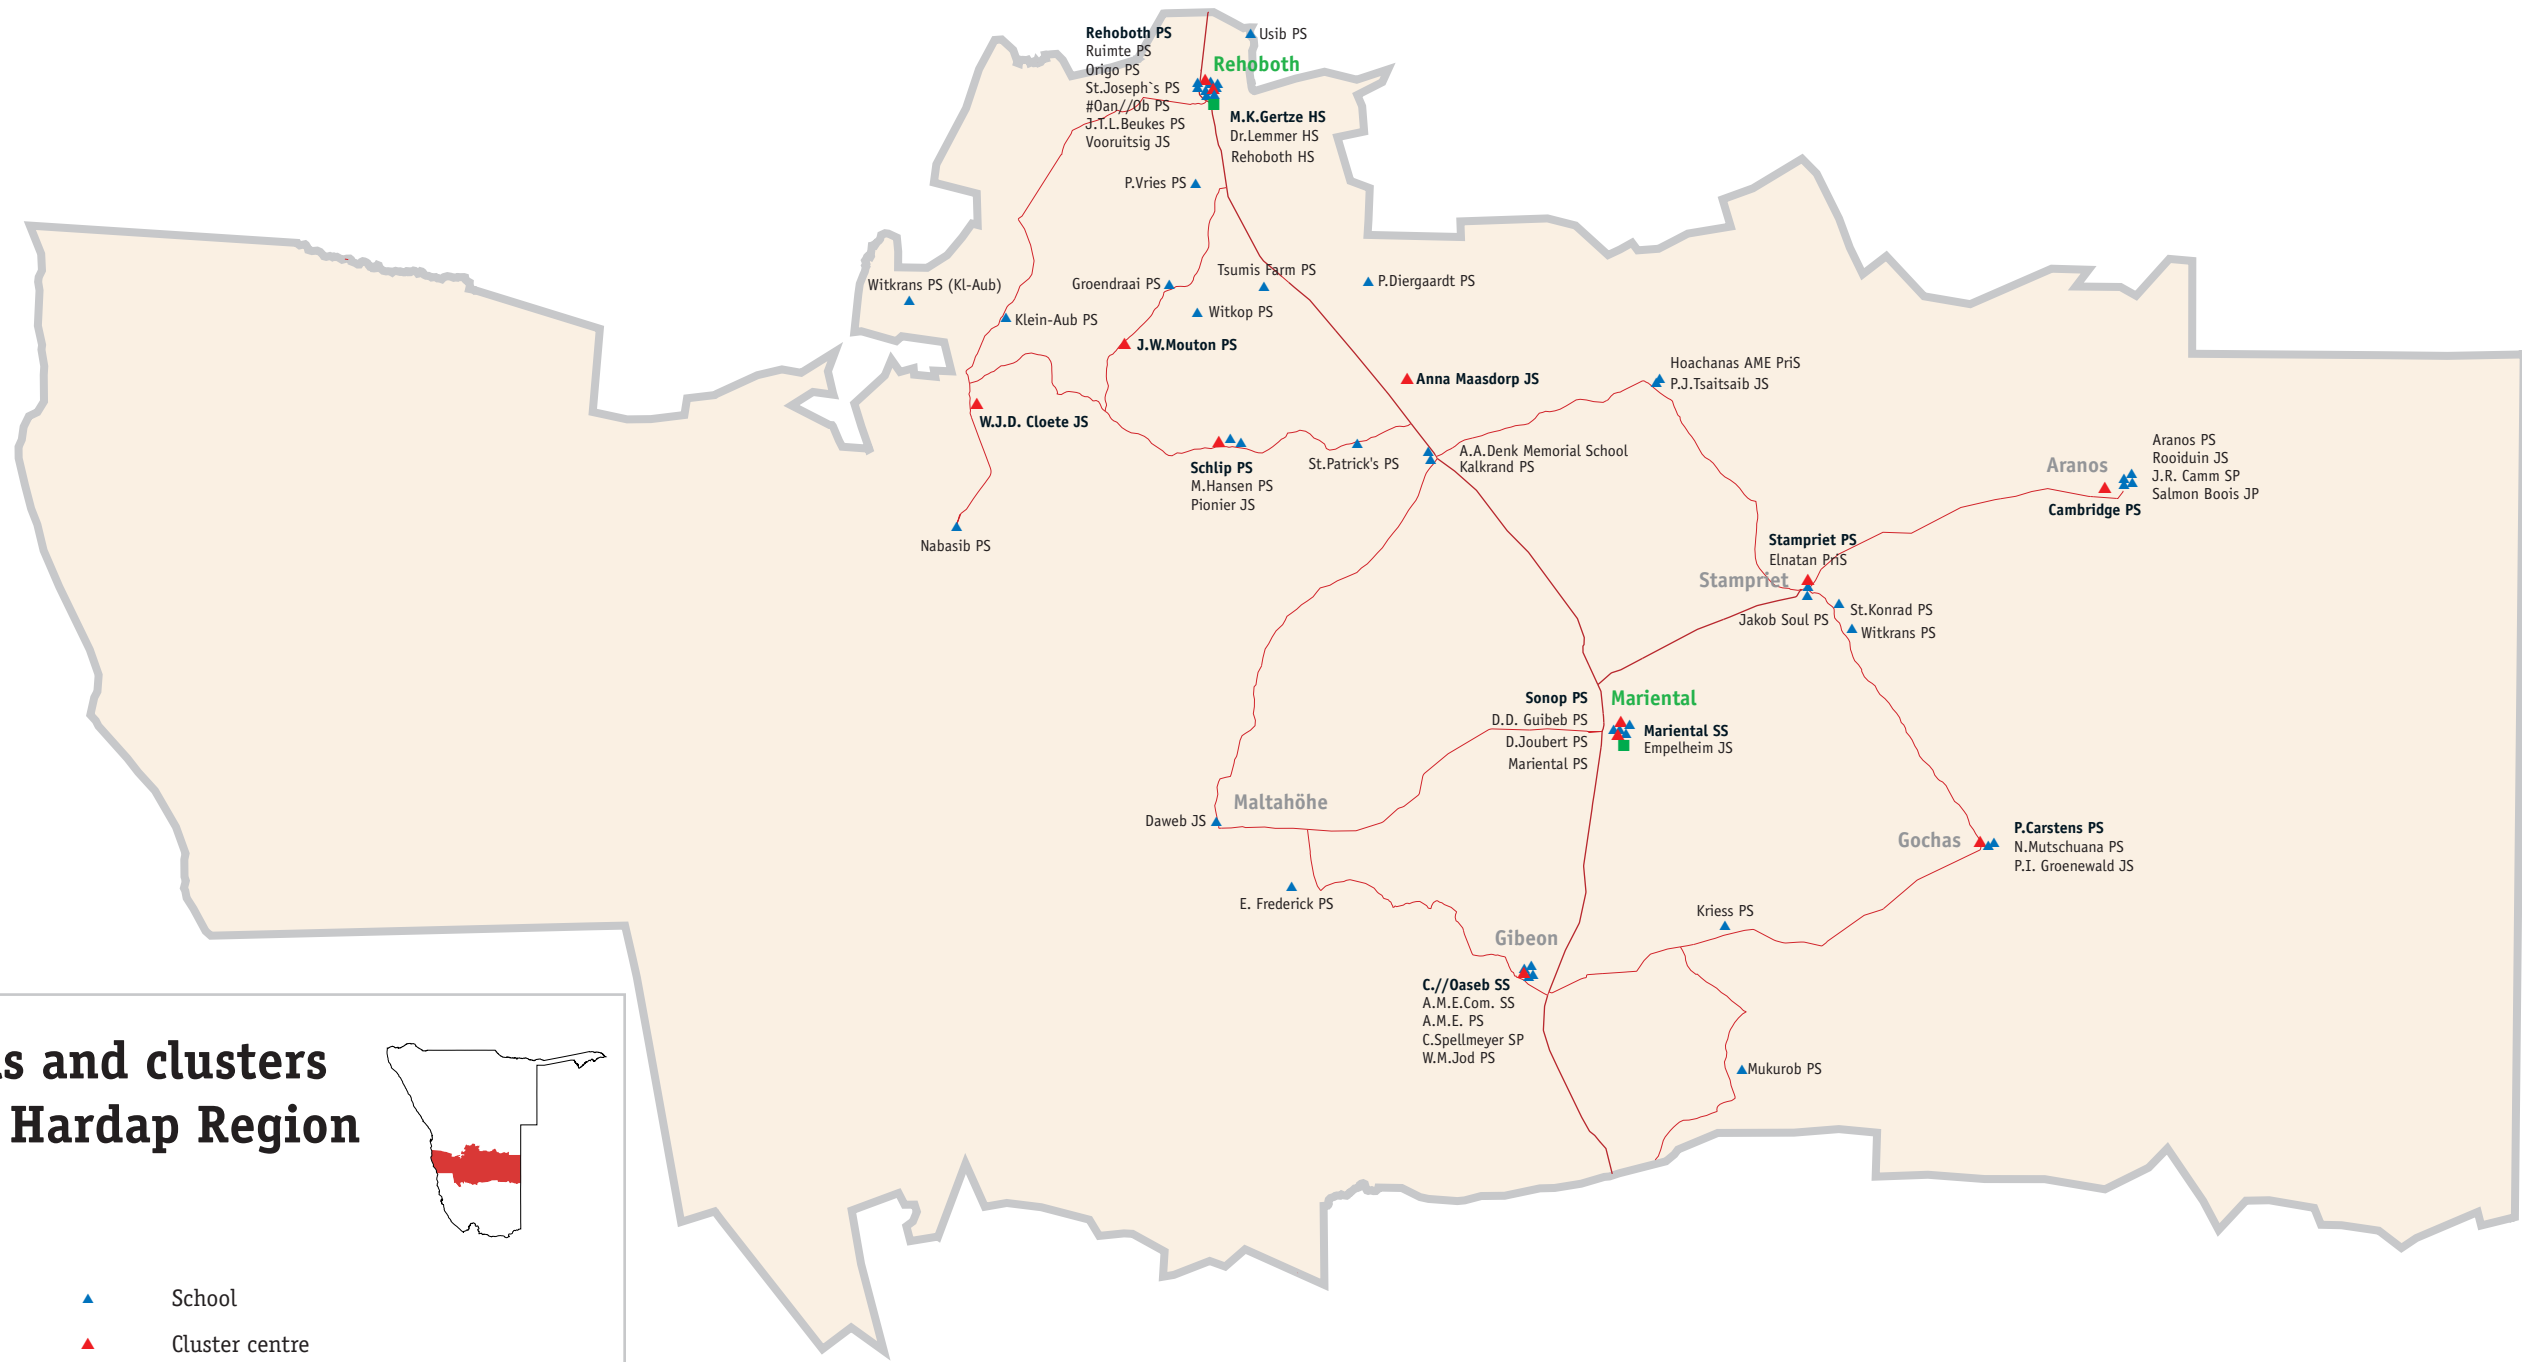 Rehoboth PS
Ruimte PS
Origo PS
St.Joseph`s PS
#Oan//Ob PS
J.T.L.Beukes PS
Vooruitsig JS
Usib PS
Rehoboth
M.K.Gertze HS
Dr.Lemmer HS
Rehoboth HS
P.Vries PS
Witkrans PS (Kl-Aub)
Groendraai PS
Tsumis Farm PS
P.Diergaardt PS
Klein-Aub PS
Witkop PS
J.W.Mouton PS
Hoachanas AME PriS
P.J.Tsaitsaib JS
Anna Maasdorp JS
W.J.D. Cloete JS
Schlip PS
M.Hansen PS
Pionier JS
St.Patrick's PS
A.A.Denk Memorial School
Kalkrand PS
Aranos
Aranos PS
Rooiduin JS
J.R. Camm SP
Salmon Boois JP
Cambridge PS
Nabasib PS
Stampriet PS
Elnatan PriS
Stampriet
Jakob Soul PS
St.Konrad PS
Witkrans PS
Sonop PS
D.D. Guibeb PS
D.Joubert PS
Mariental PS
Mariental
Mariental SS
Empelheim JS
Maltahöhe
Daweb JS
Gochas
P.Carstens PS
N.Mutschuana PS
P.I. Groenewald JS
E. Frederick PS
Kriess PS
Gibeon
C.//Oaseb SS
A.M.E.Com. SS
A.M.E. PS
C.Spellmeyer SP
W.M.Jod PS
Mukurob PS
s and clusters
Hardap Region
School
Cluster centre